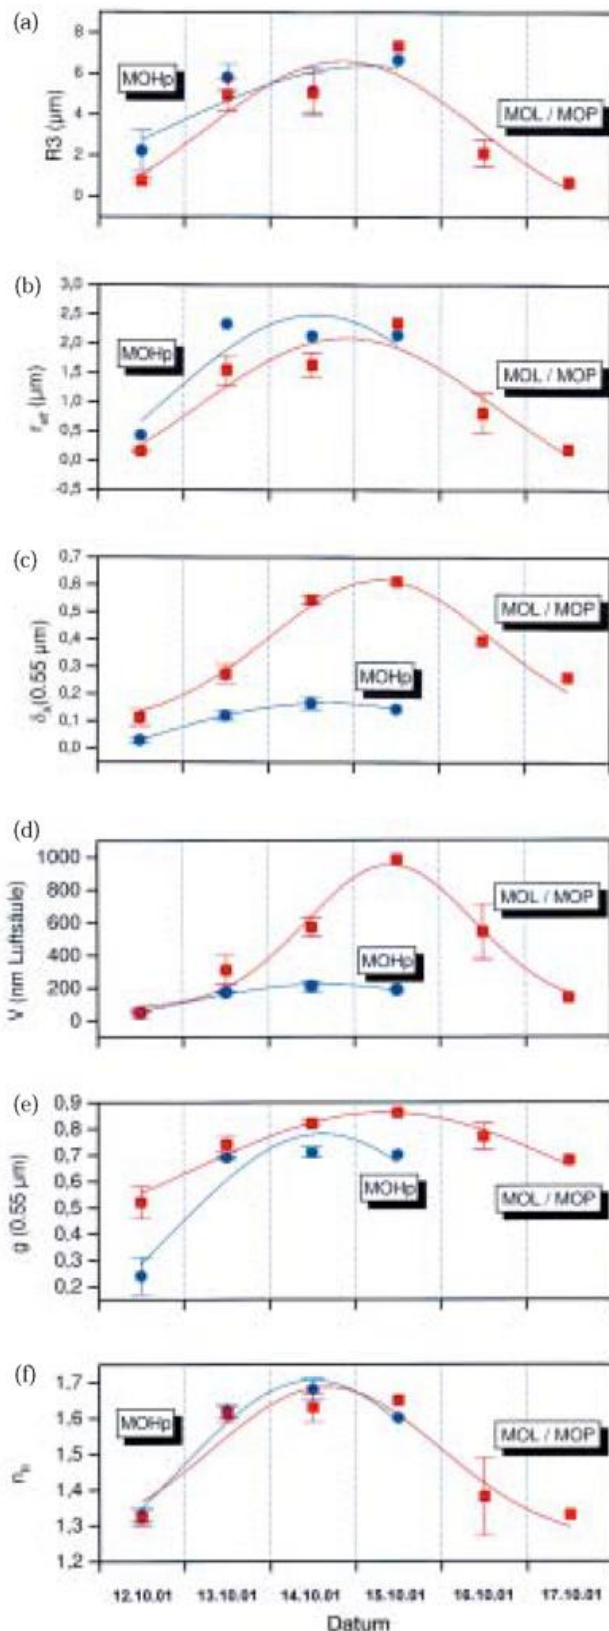 (a)
8
6
4
2
0
R3 (µm)
MOHp
MOL / MOP
(b)
3,0
2,5
2,0
1,5
1,0
0,5
0,0
-0,5
r_eff (µm)
MOHp
MOL / MOP
(c)
0,7
0,6
0,5
0,4
0,3
0,2
0,1
0,0
(0.55 µm)
MOL / MOP
MOHp
(d)
1000
800
600
400
200
0
V (nm Luftsäule)
MOL / MOP
MOHp
(e)
0,9
0,8
0,7
0,6
0,5
0,4
0,3
0,2
g (0.55 µm)
MOHp
MOL / MOP
(f)
1,7
1,6
1,5
1,4
1,3
1,2
MOHp
MOL / MOP
12.10.01 13.10.01 14.10.01 15.10.01 16.10.01 17.10.01
Datum